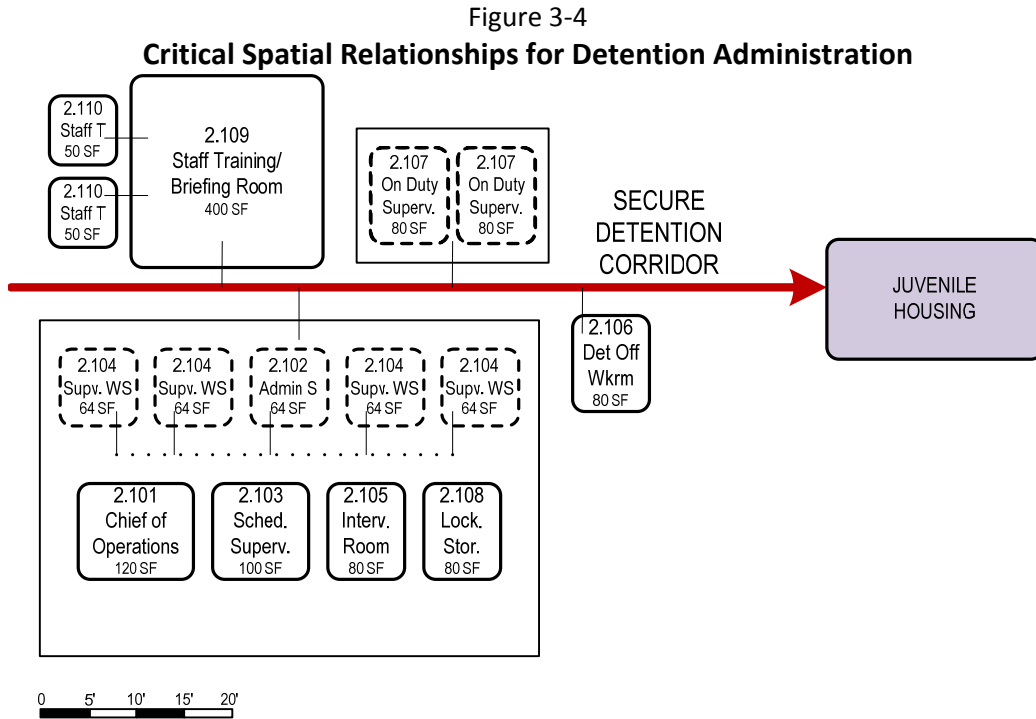 Figure 3-4
Critical Spatial Relationships for Detention Administration
2.110
Staff T
50 SF
2.110
Staff T
50 SF
2.109
Staff Training/
Briefing Room
400 SF
2.107
On Duty
Superv.
80 SF
2.107
On Duty
Superv.
80 SF
SECURE
DETENTION
CORRIDOR
JUVENILE
HOUSING
2.106
Det Off
Wkrm
80 SF
2.104
Supv. WS
64 SF
2.104
Supv. WS
64 SF
2.102
Admin S
64 SF
2.104
Supv. WS
64 SF
2.104
Supv. WS
64 SF
2.101
Chief of
Operations
120 SF
2.103
Sched.
Superv.
100 SF
2.105
Interv.
Room
80 SF
2.108
Lock.
Stor.
80 SF
0 5' 10' 15' 20'